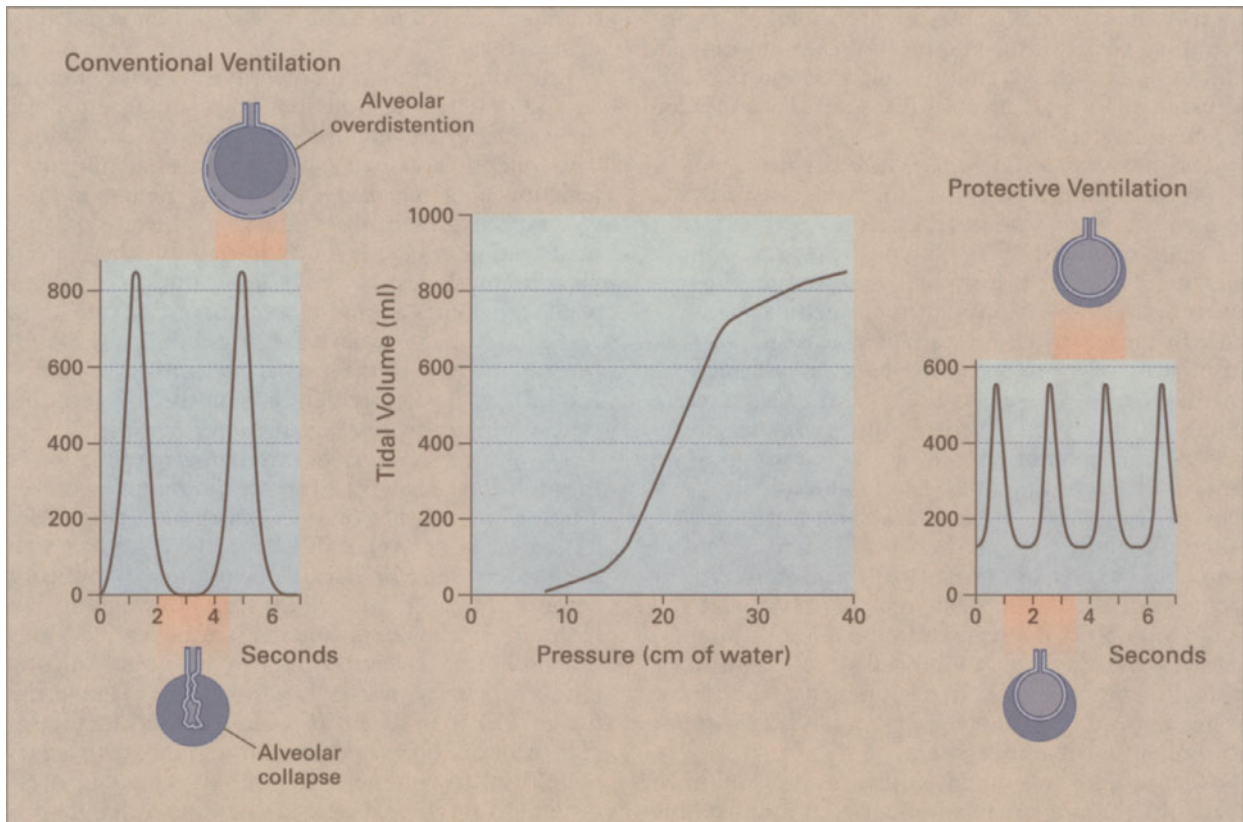 Conventional Ventilation
Alveolar
overdistention
800
600
400
200
0
0 2 4 6
Seconds
Alveolar
collapse
Tidal Volume (ml)
1000
800
600
400
200
0
0 10 20 30 40
Pressure (cm of water)
Protective Ventilation
600
400
200
0
0 2 4 6
Seconds